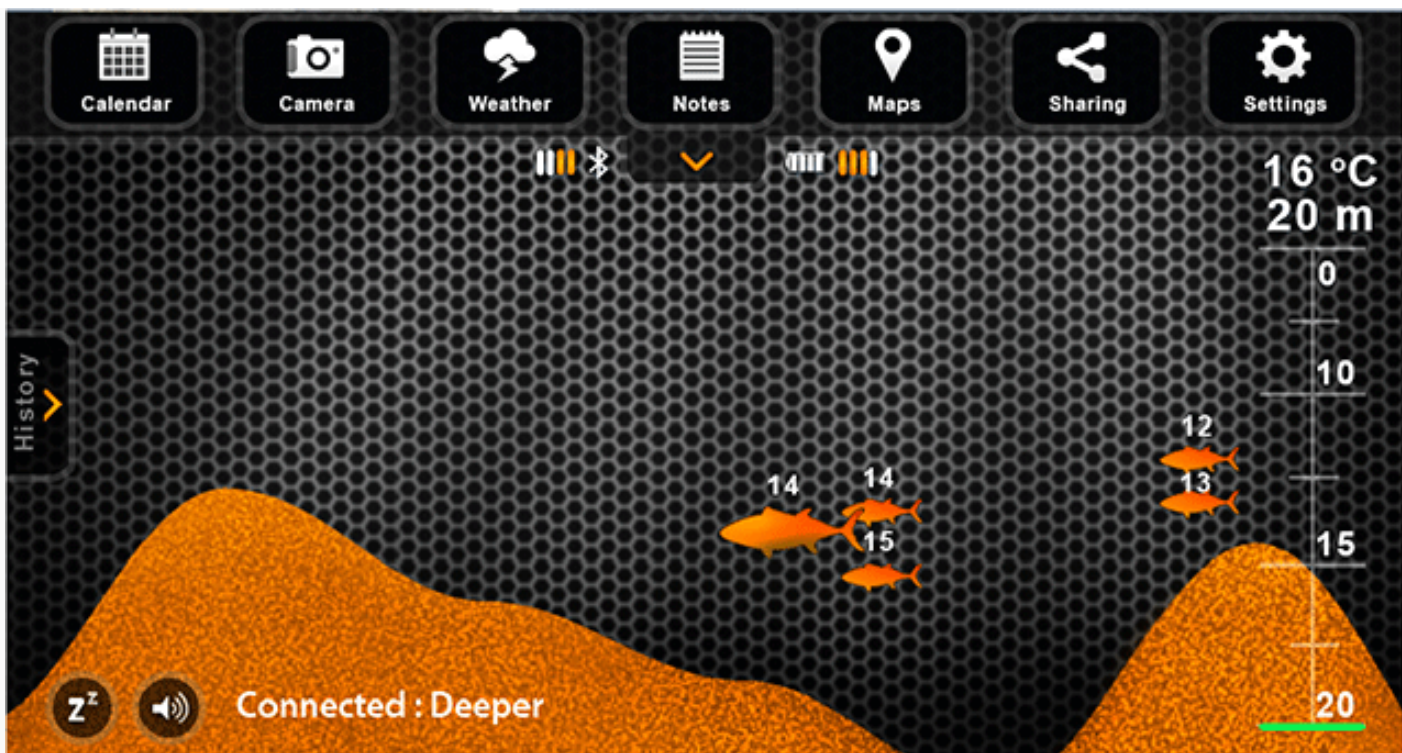 Calendar
Camera
Weather
Notes
Maps
Sharing
Settings
16 °C
20 m
0
10
12
13
14
14
15
15
20
History
Zz
Connected : Deeper